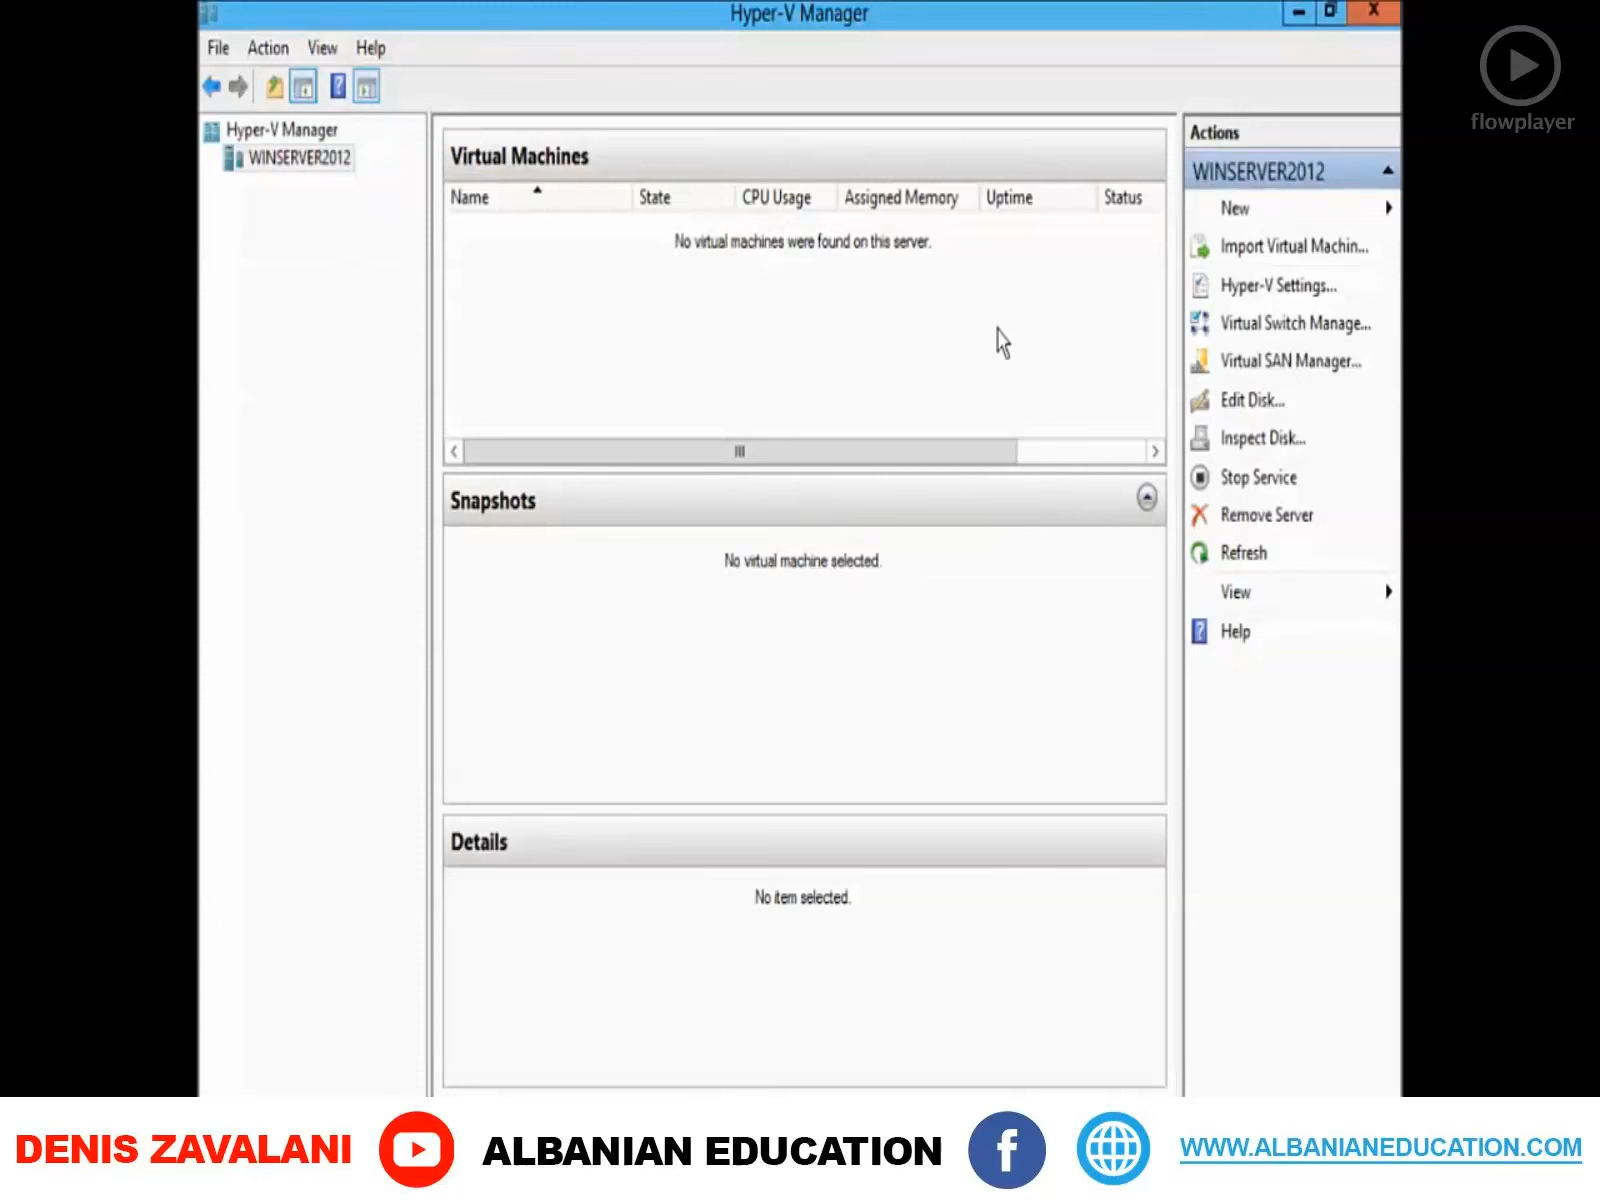 Hyper-V Manager
File Action View Help
flowplayer
Hyper-V Manager
WINSERVER2012
Virtual Machines
Name State CPU Usage Assigned Memory Uptime Status
No virtual machines were found on this server.
Snapshots
No virtual machine selected.
Details
No item selected.
Actions
WINSERVER2012
New
Import Virtual Machin...
Hyper-V Settings...
Virtual Switch Manage...
Virtual SAN Manager...
Edit Disk...
Inspect Disk...
Stop Service
Remove Server
Refresh
View
Help
DENIS ZAVALANI ALBANIAN EDUCATION WWW.ALBANIANEDUCATION.COM